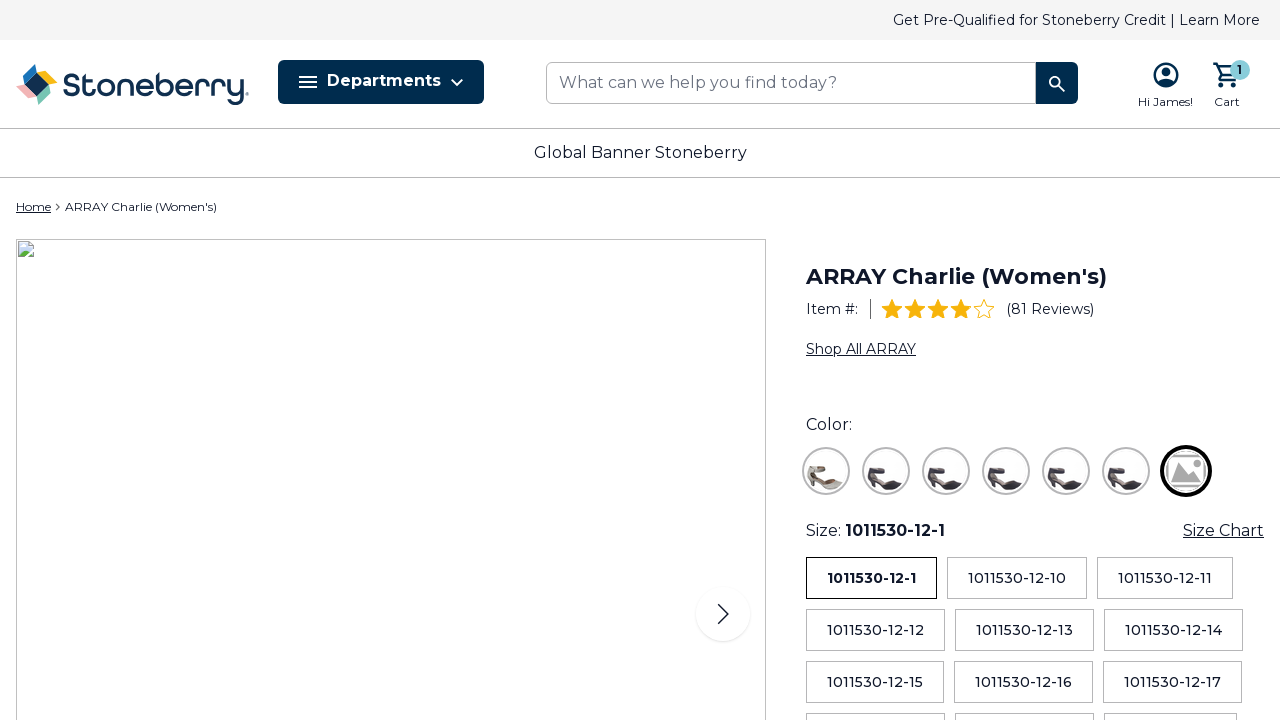 Get Pre-Qualified for Stoneberry Credit | Learn More
Stoneberry®
Departments
What can we help you find today?
Hi James!
1
Cart
Global Banner Stoneberry
Home > ARRAY Charlie (Women's)
ARRAY Charlie (Women's)
Item #: (81 Reviews)
Shop All ARRAY
Color:
Size: 1011530-12-1 Size Chart
1011530-12-1 1011530-12-10 1011530-12-11
1011530-12-12 1011530-12-13 1011530-12-14
1011530-12-15 1011530-12-16 1011530-12-17